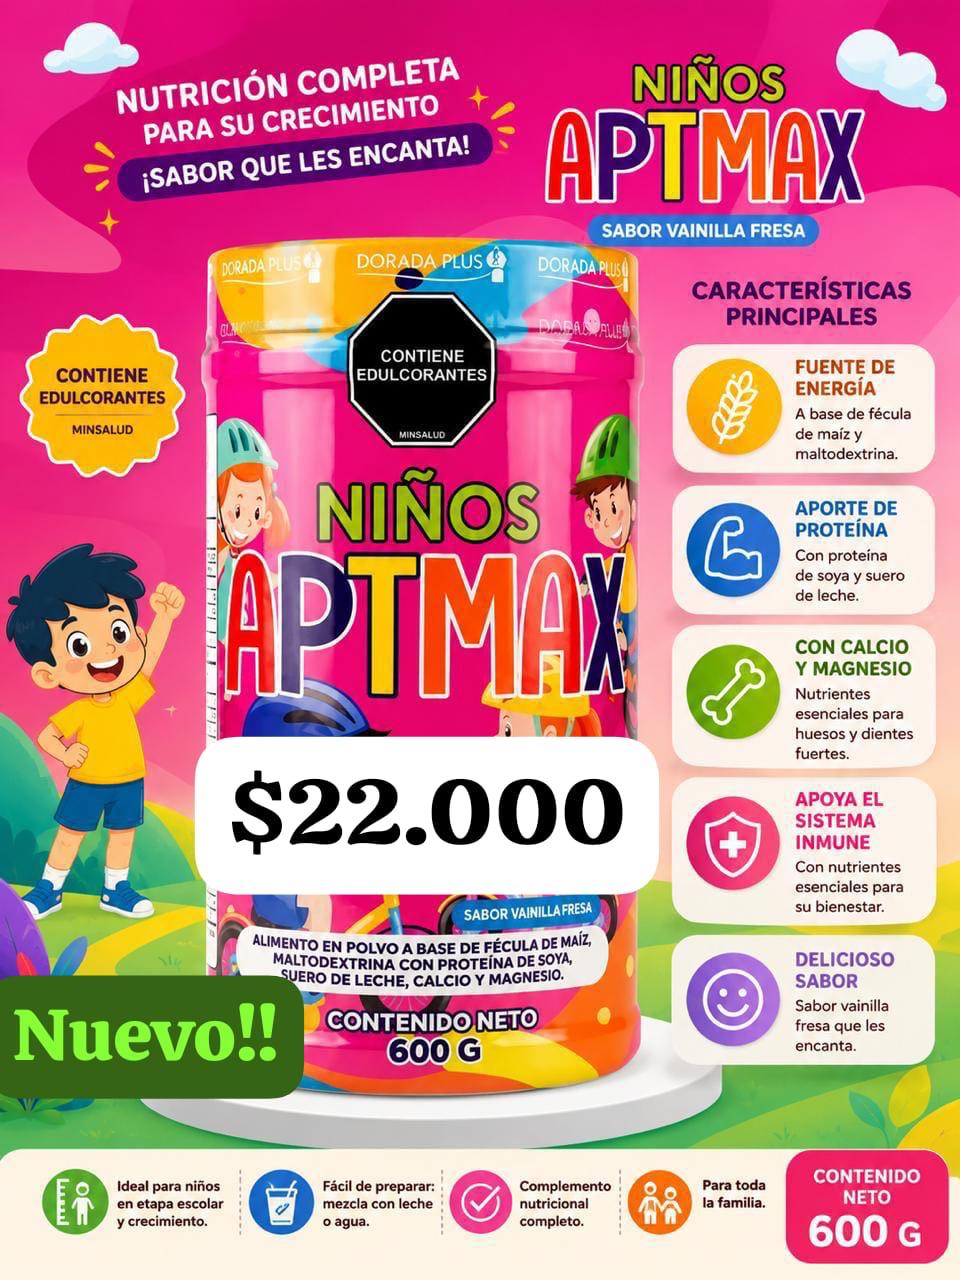 NUTRICIÓN COMPLETA
PARA SU CRECIMIENTO
¡SABOR QUE LES ENCANTA!
NIÑOS
APTMAX
SABOR VAINILLA FRESA
CARACTERÍSTICAS
PRINCIPALES
FUENTE DE
ENERGÍA
A base de fécula
de maíz y
maltodextrina.
APORTE DE
PROTEÍNA
Con proteína
de soya y suero
de leche.
CON CALCIO
Y MAGNESIO
Nutrientes
esenciales para
huesos y dientes
fuertes.
APOYA EL
SISTEMA
INMUNE
Con nutrientes
esenciales para
su bienestar.
DELICIOSO
SABOR
Sabor vainilla
fresa que les
encanta.
CONTIENE
EDULCORANTES
MINSALUD
DORADA PLUS
DORADA PLUS
DORADA PLUS
CONTIENE
EDULCORANTES
MINSALUD
NIÑOS
APTMAX
$22.000
SABOR VAINILLA FRESA
ALIMENTO EN POLVO A BASE DE FÉCULA DE MAÍZ,
MALTODEXTRINA CON PROTEÍNA DE SOYA,
SUERO DE LECHE, CALCIO Y MAGNESIO.
CONTENIDO NETO
600 G
Nuevo!!
Ideal para niños
en etapa escolar
y crecimiento.
Fácil de preparar:
mezcla con leche
o agua.
Complemento
nutricional
completo.
Para toda
la familia.
CONTENIDO
NETO
600 G